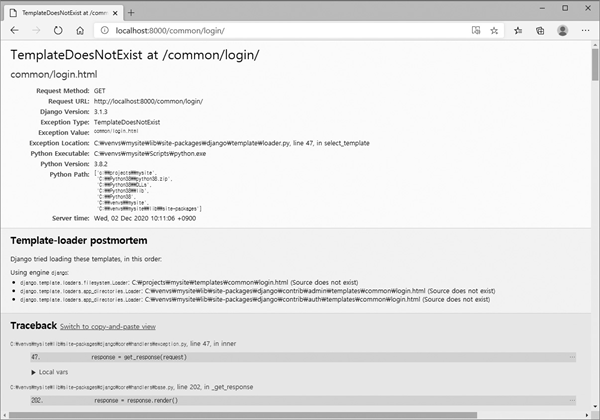 TemplateDoesNotExist at /comm
localhost:8000/common/login/
TemplateDoesNotExist at /common/login/
common/login.html
Request Method: GET
Request URL: http://localhost:8000/common/login/
Django Version: 3.1.3
Exception Type: TemplateDoesNotExist
Exception Value: common/login.html
Exception Location: C:₩venvs₩mysite₩lib₩site-packages₩django₩template₩loader.py, line 47, in select_template
Python Executable: C:₩venvs₩mysite₩Scripts₩python.exe
Python Version: 3.8.2
Python Path: ['c:₩₩projects₩₩mysite',
'C:₩₩Python38₩₩python38.zip',
'C:₩₩Python38₩₩DLLs',
'C:₩₩Python38₩₩lib',
'C:₩₩Python38',
'C:₩₩venvs₩₩mysite',
'C:₩₩venvs₩₩mysite₩₩lib₩₩site-packages']
Server time: Wed, 02 Dec 2020 10:11:06 +0900
Template-loader postmortem
Django tried loading these templates, in this order:
Using engine django:
django.template.loaders.filesystem.Loader: C:₩projects₩mysite₩templates₩common₩login.html (Source does not exist)
django.template.loaders.app_directories.Loader: C:₩venvs₩mysite₩lib₩site-packages₩django₩contrib₩admin₩templates₩common₩login.html (Source does not exist)
django.template.loaders.app_directories.Loader: C:₩venvs₩mysite₩lib₩site-packages₩django₩contrib₩auth₩templates₩common₩login.html (Source does not exist)
Traceback Switch to copy-and-paste view
C:₩venvs₩mysite₩lib₩site-packages₩django₩core₩handlers₩exception.py, line 47, in inner
47. response = get_response(request) ...
▶ Local vars
C:₩venvs₩mysite₩lib₩site-packages₩django₩core₩handlers₩base.py, line 202, in _get_response
202. response = response.render() ...